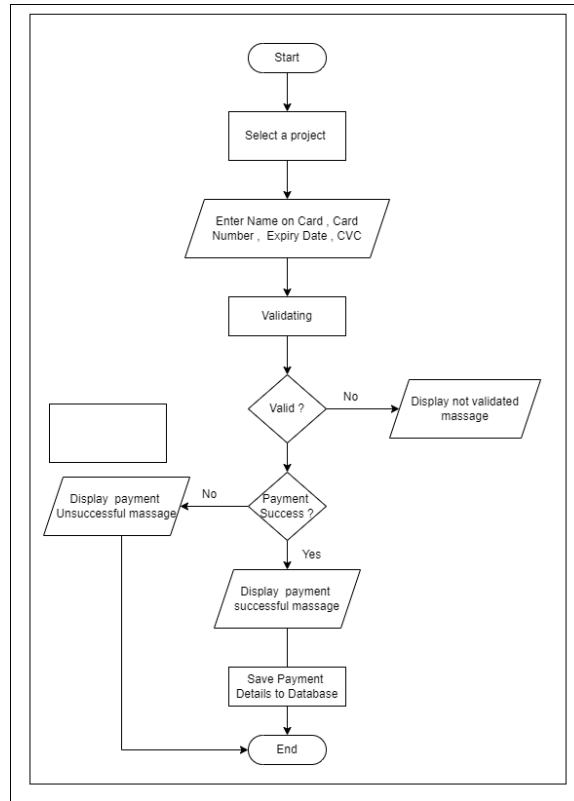 Start
Select a project
Enter Name on Card , Card
Number , Expiry Date , CVC
Validating
Valid ?
No
Display not validated
massage
Display payment
Unsuccessful massage
No
Payment
Success ?
Yes
Display payment
successful massage
Save Payment
Details to Database
End